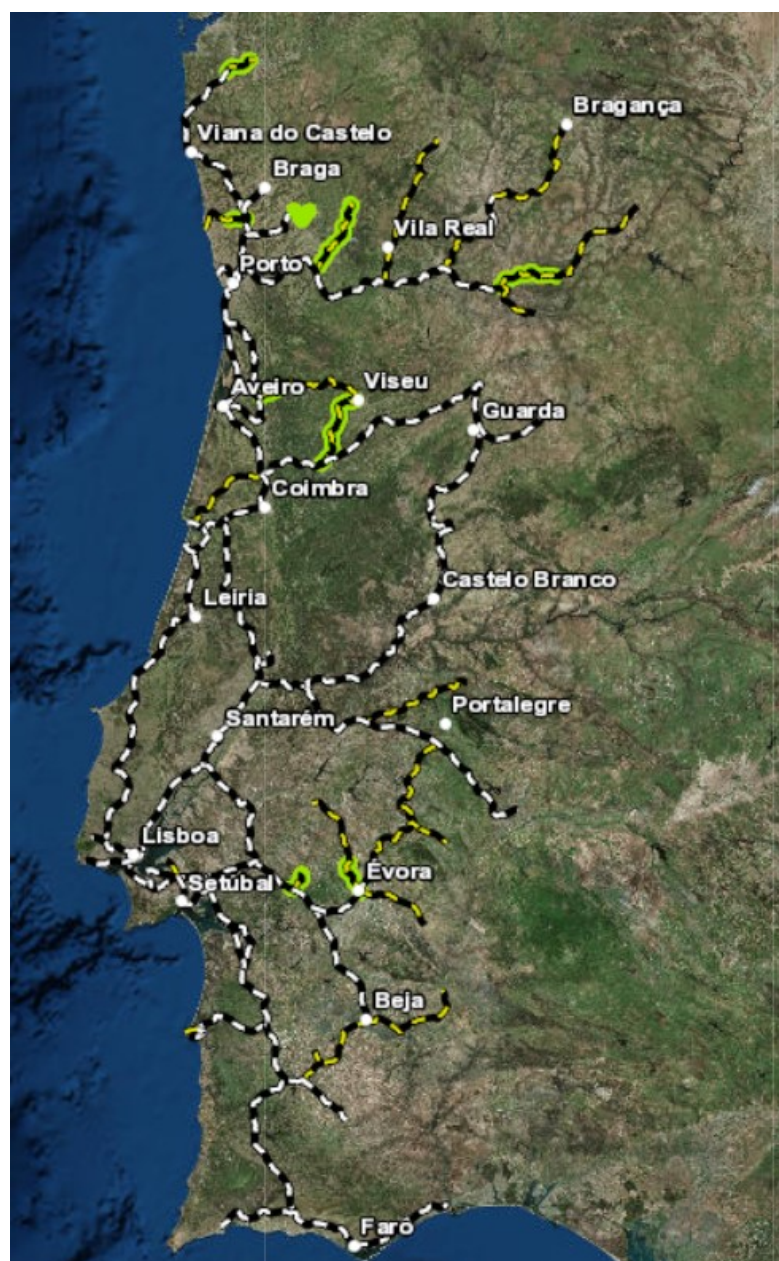 Bragança
Viana do Castelo
Braga
Vila Real
Porto
Aveiro
Viseu
Guarda
Coimbra
Castelo Branco
Leiria
Portalegre
Santarém
Lisboa
Évora
Setúbal
Beja
Faro